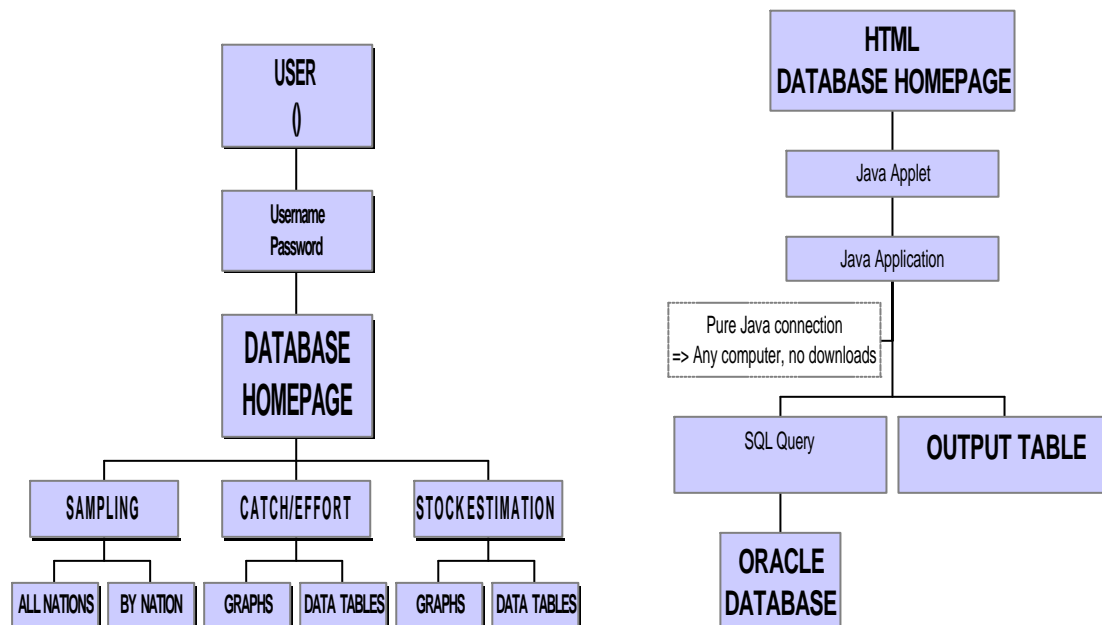 USER
()
Username
Password
DATABASE
HOMEPAGE
SAMPLING
CATCH/EFFORT
STOCKESTIMATION
ALL NATIONS
BY NATION
GRAPHS
DATA TABLES
GRAPHS
DATA TABLES
HTML
DATABASE HOMEPAGE
Java Applet
Java Application
Pure Java connection
=> Any computer, no downloads
SQL Query
OUTPUT TABLE
ORACLE
DATABASE